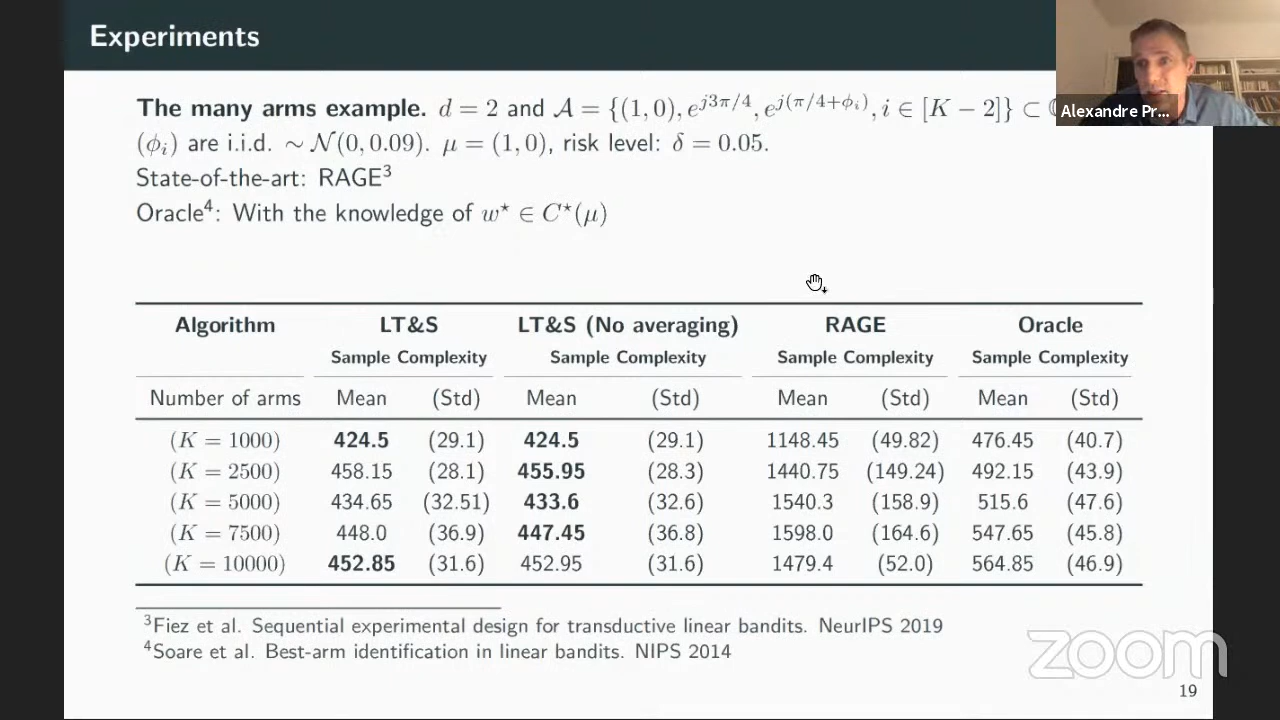 Experiments
The many arms example. d = 2 and A = {(1, 0), e^{j3π/4}, e^{j(π/4+ϕ_i)}, i ∈ [K − 2]} ⊂
(ϕ_i) are i.i.d. ∼ N(0, 0.09). μ = (1, 0), risk level: δ = 0.05.
State-of-the-art: RAGE³
Oracle⁴: With the knowledge of w* ∈ C*(μ)
Alexandre Pr...
Algorithm LT&S LT&S (No averaging) RAGE Oracle
Sample Complexity Sample Complexity Sample Complexity Sample Complexity
Number of arms Mean (Std) Mean (Std) Mean (Std) Mean (Std)
(K = 1000) 424.5 (29.1) 424.5 (29.1) 1148.45 (49.82) 476.45 (40.7)
(K = 2500) 458.15 (28.1) 455.95 (28.3) 1440.75 (149.24) 492.15 (43.9)
(K = 5000) 434.65 (32.51) 433.6 (32.6) 1540.3 (158.9) 515.6 (47.6)
(K = 7500) 448.0 (36.9) 447.45 (36.8) 1598.0 (164.6) 547.65 (45.8)
(K = 10000) 452.85 (31.6) 452.95 (31.6) 1479.4 (52.0) 564.85 (46.9)
³Fiez et al. Sequential experimental design for transductive linear bandits. NeurIPS 2019
⁴Soare et al. Best-arm identification in linear bandits. NIPS 2014
zoom
19